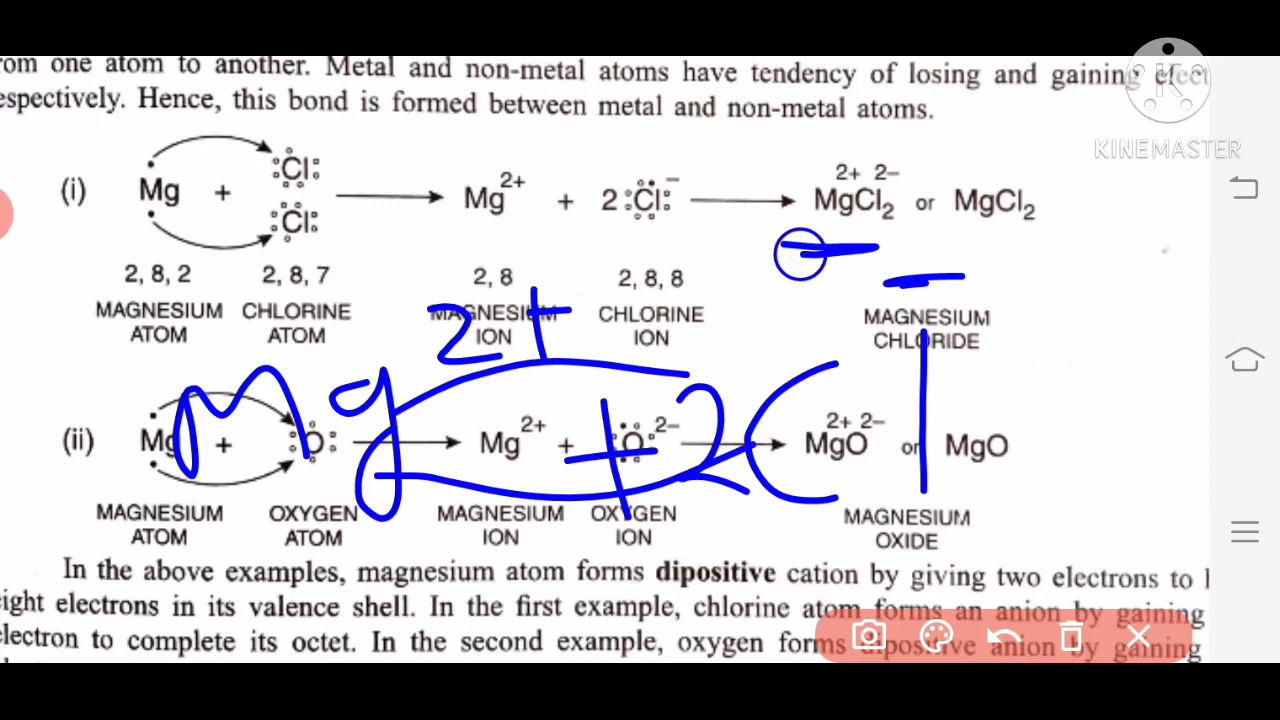 rom one atom to another. Metal and non-metal atoms have tendency of losing and gaining elect
espectively. Hence, this bond is formed between metal and non-metal atoms.
KINEMASTER
(i) Mg + :Cl: :Cl: → Mg2+ + 2 :Cl:− → 2+ 2− MgCl2 or MgCl2
2, 8, 2 2, 8, 7 2, 8 2, 8, 8
MAGNESIUM ATOM CHLORINE ATOM MAGNESIUM ION CHLORINE ION MAGNESIUM CHLORIDE
2+
Mg + 2Cl
(ii) Mg + :O: → Mg2+ + :O:2− → 2+ 2− MgO or MgO
MAGNESIUM ATOM OXYGEN ATOM MAGNESIUM ION OXYGEN ION MAGNESIUM OXIDE
In the above examples, magnesium atom forms dipositive cation by giving two electrons to
ight electrons in its valence shell. In the first example, chlorine atom forms an anion by gaining
lectron to complete its octet. In the second example, oxygen forms dipositive anion by gaining